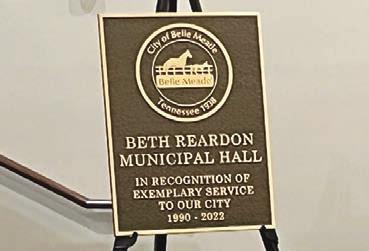 City of Belle Meade
Belle Meade
Tennessee 1938
BETH REARDON
MUNICIPAL HALL
IN RECOGNITION OF
EXEMPLARY SERVICE
TO OUR CITY
1990 - 2022